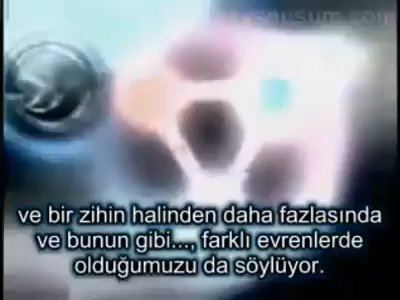 ve bir zihin halinden daha fazlasında
ve bunun gibi..., farklı evrenlerde
olduğumuzu da söylüyor.